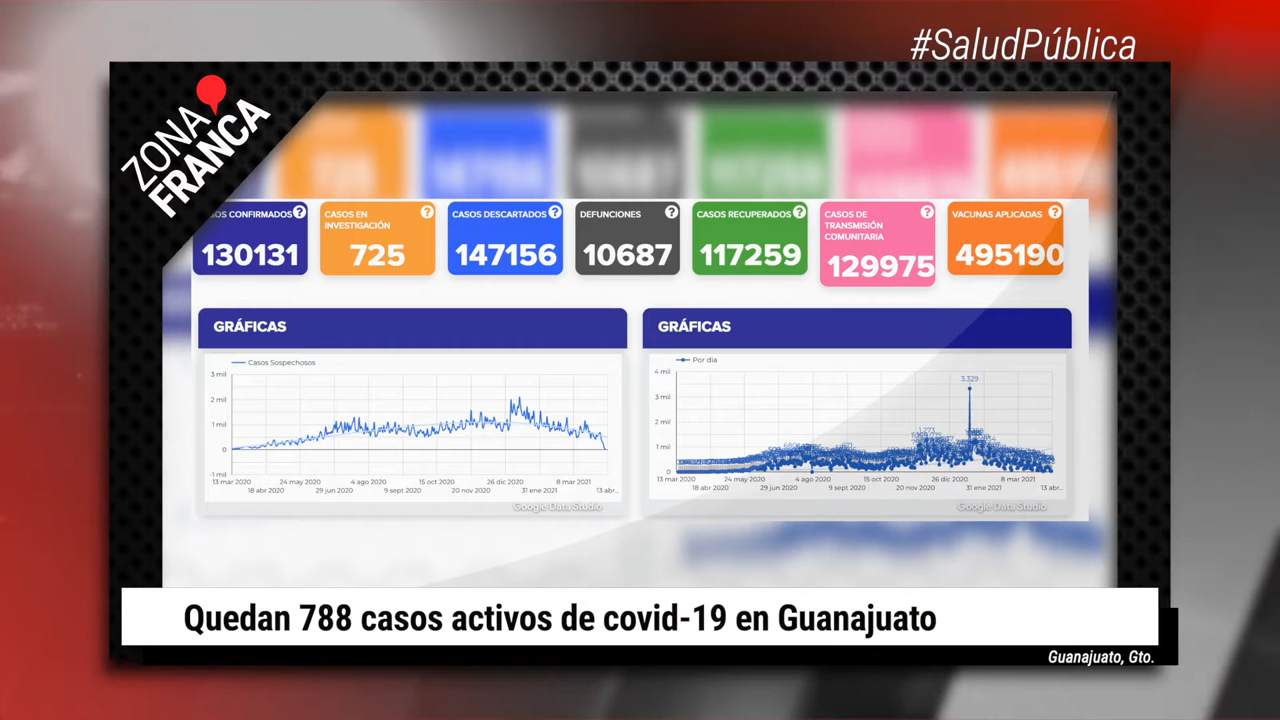 #SaludPública
ZONA
FRANCA
OS CONFIRMADOS ?
130131
CASOS EN
INVESTIGACIÓN ?
725
CASOS DESCARTADOS ?
147156
DEFUNCIONES ?
10687
CASOS RECUPERADOS ?
117259
CASOS DE
TRANSMISIÓN
COMUNITARIA ?
129975
VACUNAS APLICADAS ?
495190
GRÁFICAS
Casos Sospechosos
3 mil
2 mil
1 mil
0
-1 mil
13 mar 2020 24 may 2020 4 ago 2020 15 oct 2020 26 dic 2020 8 mar 2021
18 abr 2020 29 jun 2020 9 sept 2020 20 nov 2020 31 ene 2021 13 abr...
Google Data Studio
GRÁFICAS
Por dia
4 mil
3 mil
2 mil
1 mil
0
3.329
13 mar 2020 24 may 2020 4 ago 2020 15 oct 2020 26 dic 2020 8 mar 2021
18 abr 2020 29 jun 2020 9 sept 2020 20 nov 2020 31 ene 2021 13 abr...
Google Data Studio
Quedan 788 casos activos de covid-19 en Guanajuato
Guanajuato, Gto.